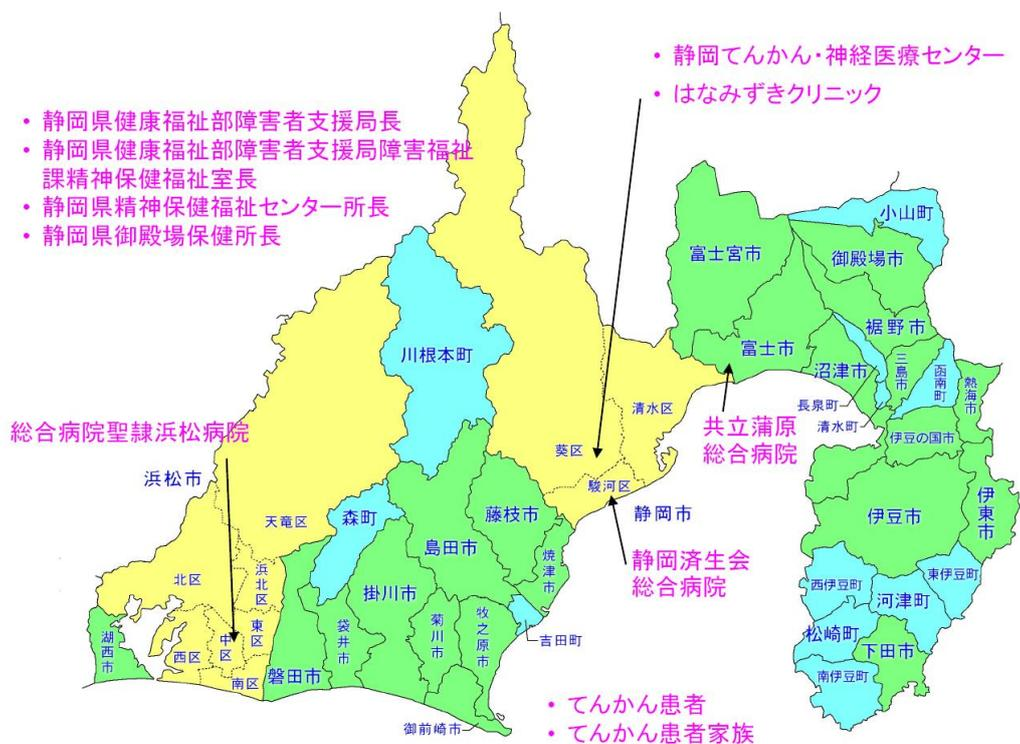 • 静岡てんかん・神経医療センター
• はなみずきクリニック
• 静岡県健康福祉部障害者支援局長
• 静岡県健康福祉部障害者支援局障害福祉
課精神保健福祉室長
• 静岡県精神保健福祉センター所長
• 静岡県御殿場保健所長
小山町
富士宮市
御殿場市
裾野市
富士市
沼津市
三島市
函南町
熱海市
川根本町
長泉町
清水区
清水町
共立蒲原
総合病院
総合病院聖隷浜松病院
伊豆の国市
葵区
浜松市
駿河区
静岡市
天竜区
森町
藤枝市
伊豆市
伊東市
島田市
焼津市
静岡済生会
総合病院
北区
浜北区
掛川市
西伊豆町
東伊豆町
河津町
湖西市
中区
東区
袋井市
菊川市
牧之原市
吉田町
松崎町
下田市
西区
南区
磐田市
南伊豆町
御前崎市
• てんかん患者
• てんかん患者家族